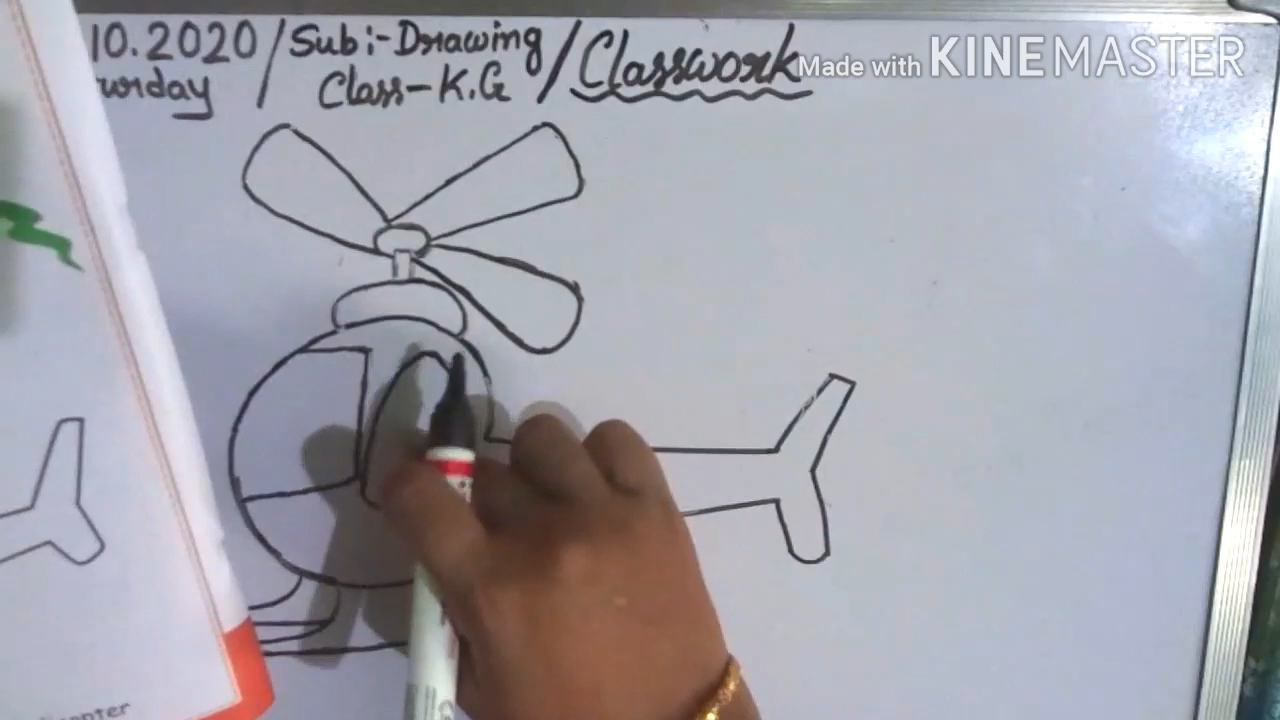 10.2020 / Sub:- Drawing / Classwork
Class - K.G
Made with KINEMASTER